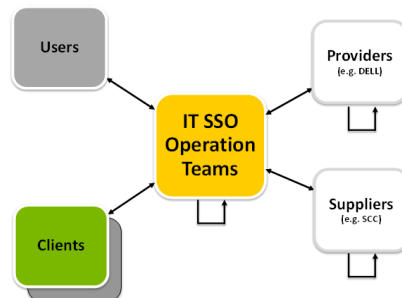 Users
Providers
(e.g. DELL)
IT SSO
Operation
Teams
Clients
Suppliers
(e.g. SCC)